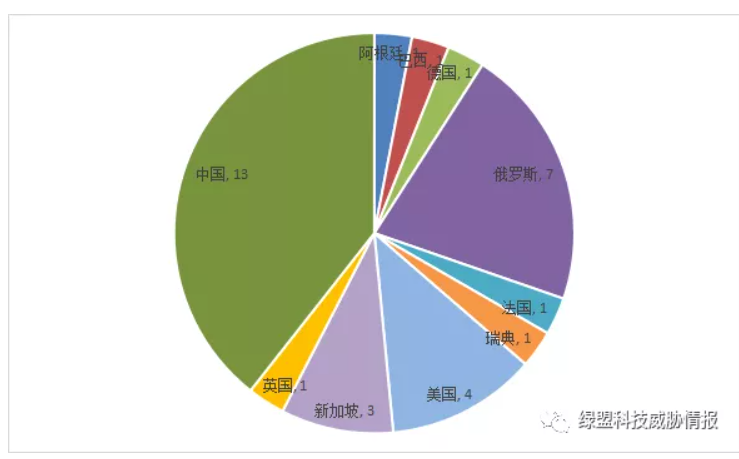 阿根廷, 1
巴西, 1
德国, 1
俄罗斯, 7
法国, 1
瑞典, 1
美国, 4
新加坡, 3
英国, 1
中国, 13
绿盟科技威胁情报